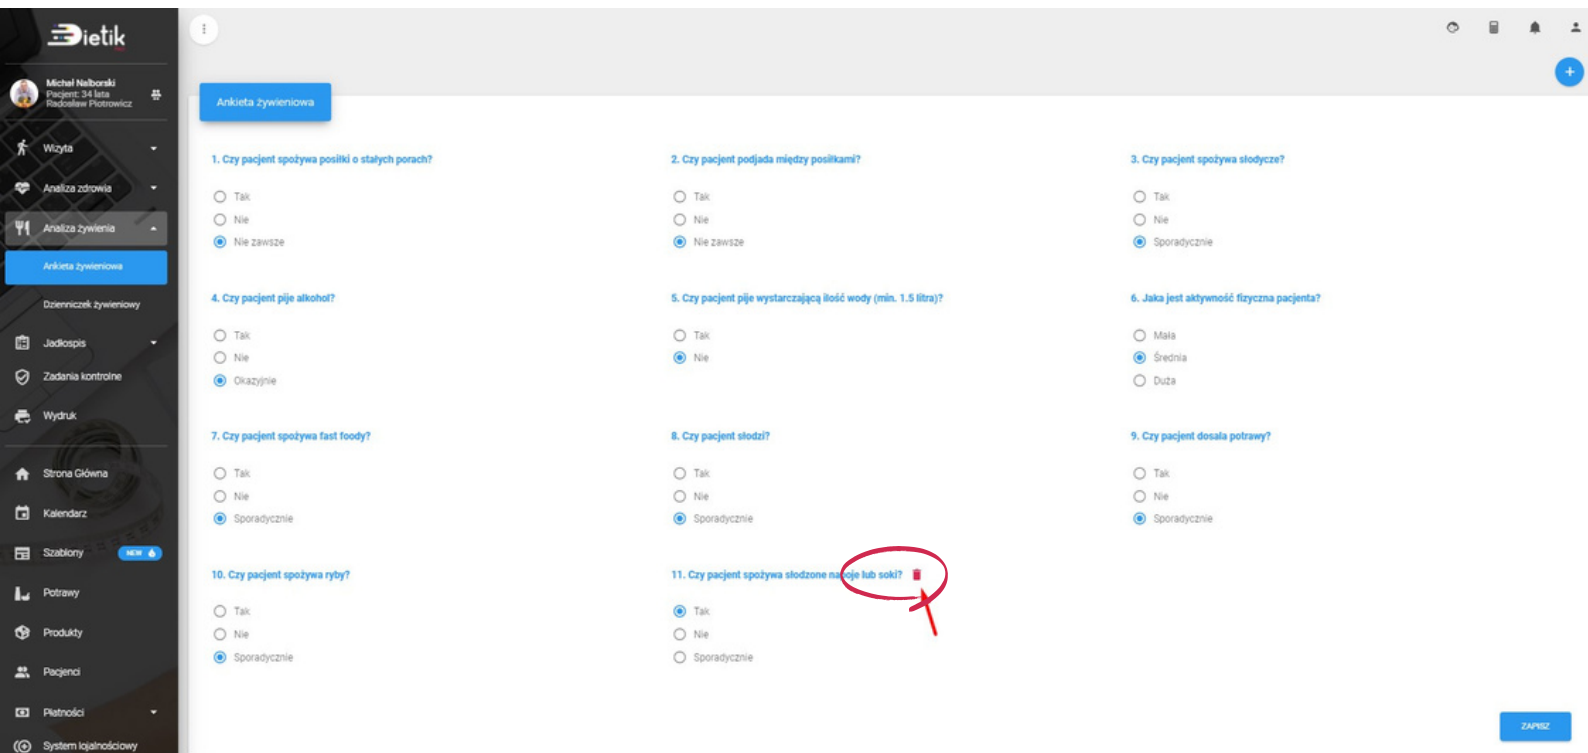 Dietik
Michał Nalborski
Pacjent: 34 lata
Radosław Piotrowicz
Wizyta
Analiza zdrowia
Analiza żywienia
Ankieta żywieniowa
Dzienniczek żywieniowy
Jadłospis
Zadania kontrolne
Wydruk
Strona Główna
Kalendarz
Szablony NEW
Potrawy
Produkty
Pacjenci
Płatności
System lojalnościowy
Ankieta żywieniowa
1. Czy pacjent spożywa posiłki o stałych porach?
Tak
Nie
Nie zawsze
2. Czy pacjent podjada między posiłkami?
Tak
Nie
Nie zawsze
3. Czy pacjent spożywa słodycze?
Tak
Nie
Sporadycznie
4. Czy pacjent pije alkohol?
Tak
Nie
Okazyjnie
5. Czy pacjent pije wystarczającą ilość wody (min. 1.5 litra)?
Tak
Nie
6. Jaka jest aktywność fizyczna pacjenta?
Mała
Średnia
Duża
7. Czy pacjent spożywa fast foody?
Tak
Nie
Sporadycznie
8. Czy pacjent słodzi?
Tak
Nie
Sporadycznie
9. Czy pacjent dosala potrawy?
Tak
Nie
Sporadycznie
10. Czy pacjent spożywa ryby?
Tak
Nie
Sporadycznie
11. Czy pacjent spożywa słodzone napoje lub soki?
Tak
Nie
Sporadycznie
ZAPISZ